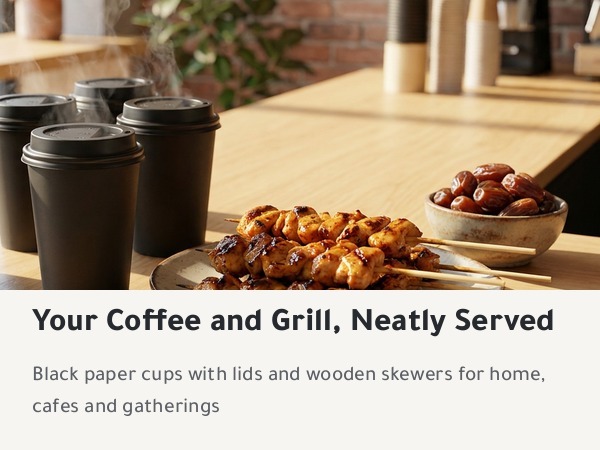 Your Coffee and Grill, Neatly Served
Black paper cups with lids and wooden skewers for home,
cafes and gatherings